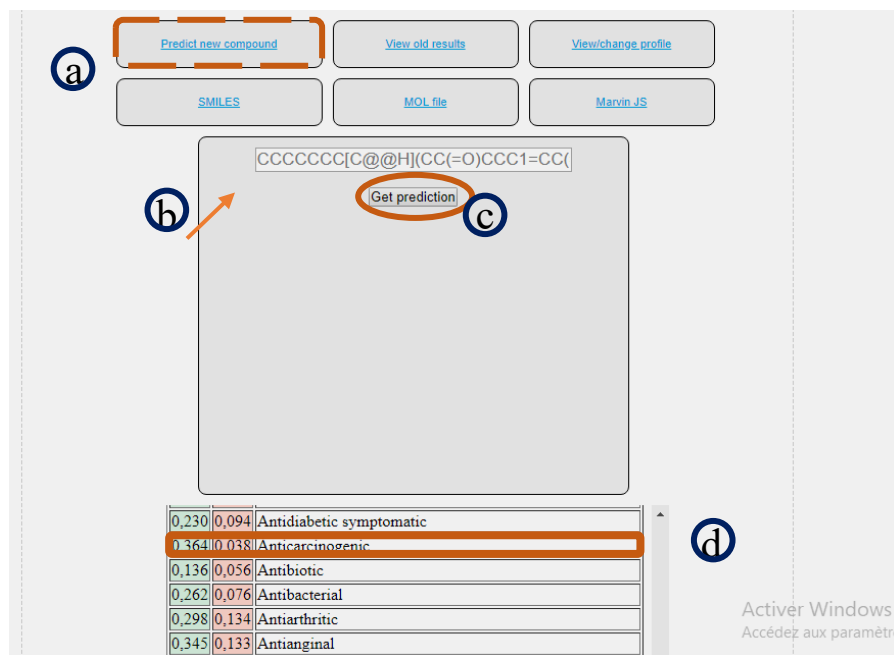 Predict new compound View old results View/change profile
a
SMILES MOL file Marvin JS
CCCCCCC[C@@H](CC(=O)CCC1=CC(
b
Get prediction
c
0,230 0,094 Antidiabetic symptomatic
0,364 0,038 Anticarcinogenic
d
0,136 0,056 Antibiotic
0,262 0,076 Antibacterial
0,298 0,134 Antiarthritic
0,345 0,133 Antianginal
Activer Windows
Accédez aux paramètr